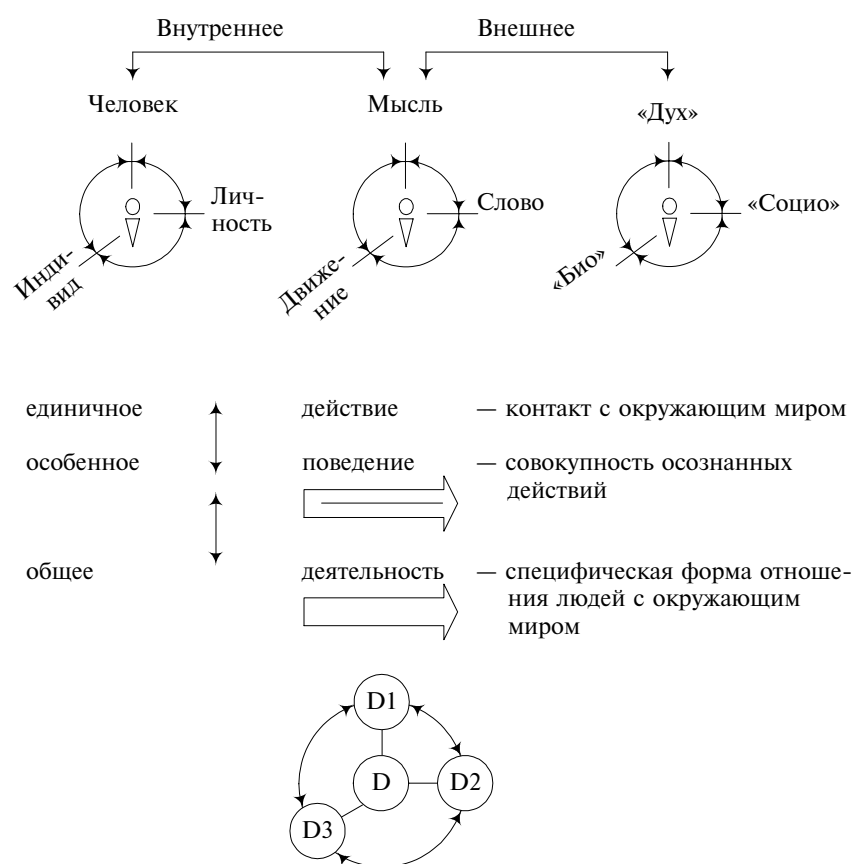 Внутреннее Внешнее
Человек Мысль «Дух»
Лич-
ность
Инди-
вид
Слово
Движе-
ние
«Социо»
«Био»
единичное действие — контакт с окружающим миром
особенное поведение — совокупность осознанных
действий
общее деятельность — специфическая форма отноше-
ния людей с окружающим
миром
D1
D D2
D3